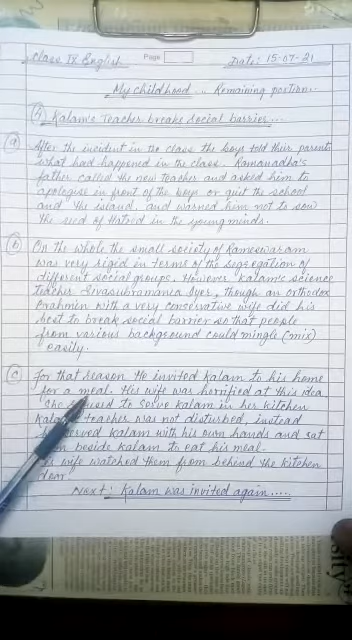 Class IX English Page Date: 15-07-21
My childhood ... Remaining portion...
(4) Kalam's Teacher breaks social barrier....
(a) After the incident in the class the boys told their parents
what had happened in the class. Ramanadha's
father called the new teacher and asked him to
apologise in front of the boys or quit the school
and the island. and warned him not to sow
the seed of Hatred in the young minds.
(b) On the whole the small society of Rameswaram
was very rigid in terms of the segregation of
different social groups. However Kalam's science
teacher Sivasubramania Iyer, though an orthodox
Brahmin with a very conservative wife did his
best to break social barrier so that people
from various background could mingle (mix)
easily.
(c) For that reason He invited Kalam to his home
for a meal. His wife was horrified at this idea
She refused to serve Kalam in her kitchen
Kalam's teacher was not disturbed, instead
served Kalam with his own hands and sat
beside Kalam to eat his meal.
wife watched them from behind the kitchen
door.
Next: Kalam was invited again.....